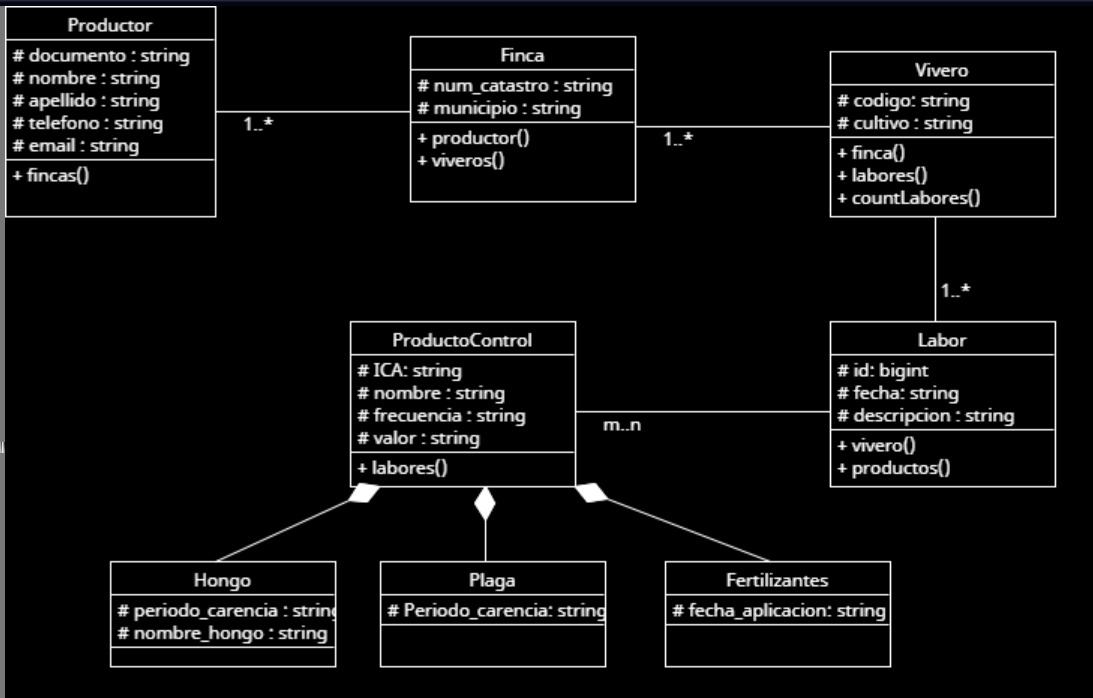 Productor
# documento : string
# nombre : string
# apellido : string
# telefono : string
# email : string
+ fincas()
1..*
Finca
# num_catastro : string
# municipio : string
+ productor()
+ viveros()
1..*
Vivero
# codigo: string
# cultivo : string
+ finca()
+ labores()
+ countLabores()
1..*
ProductoControl
# ICA: string
# nombre : string
# frecuencia : string
# valor : string
+ labores()
m..n
Labor
# id: bigint
# fecha: string
# descripcion : string
+ vivero()
+ productos()
Hongo
# periodo_carencia : string
# nombre_hongo : string
Plaga
# Periodo_carencia: string
Fertilizantes
# fecha_aplicacion: string